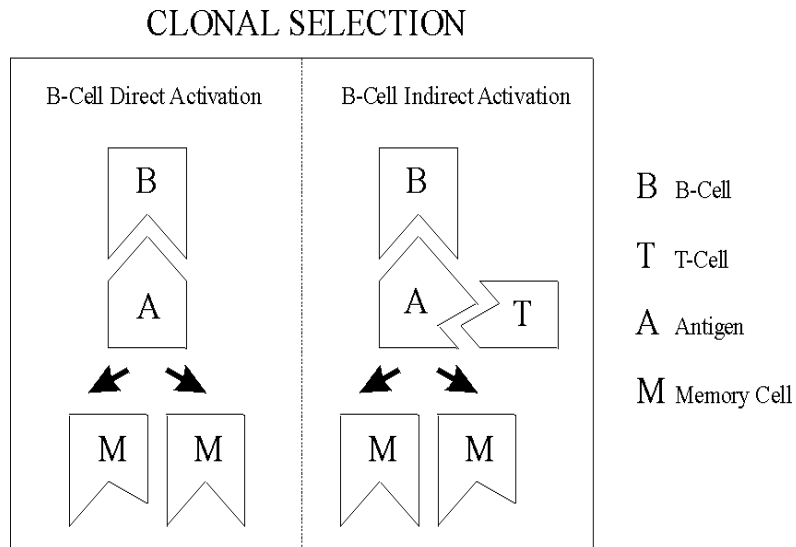 CLONAL SELECTION
B-Cell Direct Activation
B-Cell Indirect Activation
B
A
M M
B
A T
M M
B B-Cell
T T-Cell
A Antigen
M Memory Cell